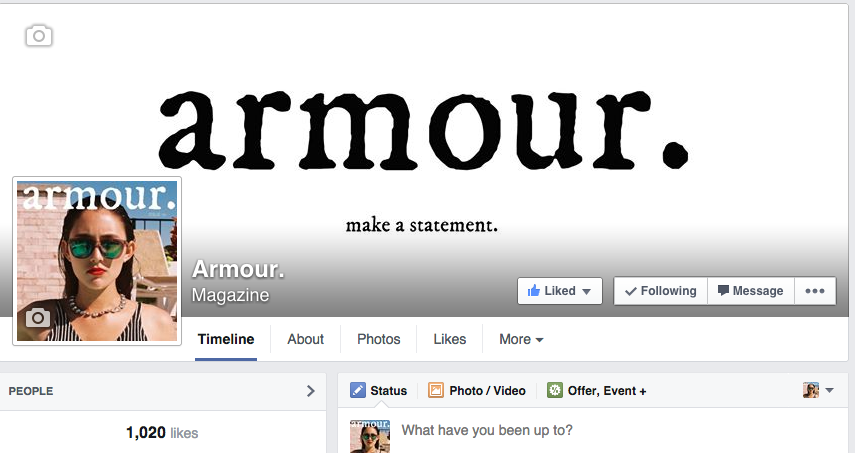 armour.
make a statement.
armour.
Armour.
Magazine
Liked
Following
Message
Timeline
About
Photos
Likes
More
PEOPLE
1,020 likes
Status
Photo / Video
Offer, Event +
armour.
What have you been up to?